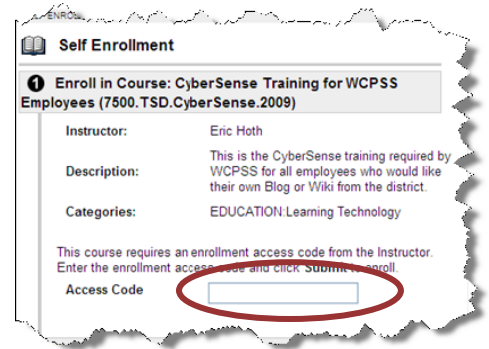 ENROL
Self Enrollment
1 Enroll in Course: CyberSense Training for WCPSS
Employees (7500.TSD.CyberSense.2009)
Instructor: Eric Hoth
Description: This is the CyberSense training required by
WCPSS for all employees who would like
their own Blog or Wiki from the district.
Categories: EDUCATION:Learning Technology
This course requires an enrollment access code from the Instructor.
Enter the enrollment access code and click Submit to enroll.
Access Code